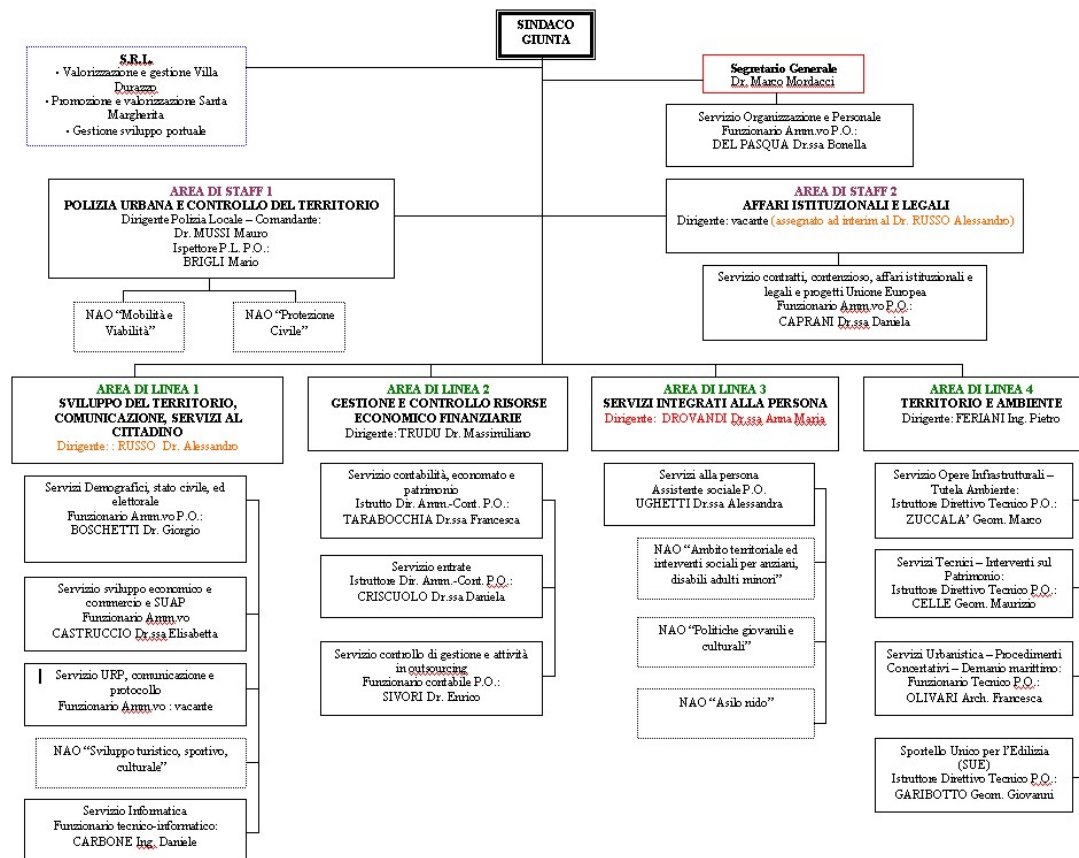 SINDACO
GIUNTA
S.R.L.
• Valorizzazione e gestione Villa
Durazzo
• Promozione e valorizzazione Santa
Margherita
• Gestione sviluppo portuale
Segretario Generale
Dr. Marco Mordacci
Servizio Organizzazione e Personale
Funzionario Amm.vo P.O.:
DEL PASQUA Dr.ssa Bonella
AREA DI STAFF 1
POLIZIA URBANA E CONTROLLO DEL TERRITORIO
Dirigente Polizia Locale – Comandante:
Dr. MUSSI Mauro
Ispettore P.L. P.O.:
BRIGLI Mario
AREA DI STAFF 2
AFFARI ISTITUZIONALI E LEGALI
Dirigente: vacante (assegnato ad interim al Dr. RUSSO Alessandro)
NAO “Mobilità e
Viabilità”
NAO “Protezione
Civile”
Servizio contratti, contenzioso, affari istituzionali e
legali e progetti Unione Europea
Funzionario Amm.vo P.O.:
CAPRANI Dr.ssa Daniela
AREA DI LINEA 1
SVILUPPO DEL TERRITORIO,
COMUNICAZIONE, SERVIZI AL
CITTADINO
Dirigente: : RUSSO Dr. Alessandro
Servizi Demografici, stato civile, ed
elettorale
Funzionario Amm.vo P.O.:
BOSCHETTI Dr. Giorgio
Servizio sviluppo economico e
commercio e SUAP
Funzionario Amm.vo
CASTRUCCIO Dr.ssa Elisabetta
Servizio URP, comunicazione e
protocollo
Funzionario Amm.vo : vacante
NAO “Sviluppo turistico, sportivo,
culturale”
Servizio Informatica
Funzionario tecnico-informatico:
CARBONE Ing. Daniele
AREA DI LINEA 2
GESTIONE E CONTROLLO RISORSE
ECONOMICO FINANZIARIE
Dirigente: TRUDU Dr. Massimiliano
Servizio contabilità, economato e
patrimonio
Istrutto Dir. Amm.-Cont. P.O.:
TARABOCCHIA Dr.ssa Francesca
Servizio entrate
Istruttore Dir. Amm.-Cont. P.O.:
CRISCUOLO Dr.ssa Daniela
Servizio controllo di gestione e attività
in outsourcing
Funzionario contabile P.O.:
SIVORI Dr. Enrico
AREA DI LINEA 3
SERVIZI INTEGRATI ALLA PERSONA
Dirigente: DROVANDI Dr.ssa Anna Maria
Servizi alla persona
Assistente sociale P.O.
UGHETTI Dr.ssa Alessandra
NAO “Ambito territoriale ed
interventi sociali per anziani,
disabili adulti minori”
NAO “Politiche giovanili e
culturali”
NAO “Asilo nido”
AREA DI LINEA 4
TERRITORIO E AMBIENTE
Dirigente: FERIANI Ing. Pietro
Servizio Opere Infrastrutturali –
Tutela Ambiente:
Istruttore Direttivo Tecnico P.O.:
ZUCCALA’ Geom. Marco
Servizi Tecnici – Interventi sul
Patrimonio:
Istruttore Direttivo Tecnico P.O.:
CELLE Geom. Maurizio
Servizi Urbanistica – Procedimenti
Concertativi – Demanio marittimo:
Funzionario Tecnico P.O.:
OLIVARI Arch. Francesca
Sportello Unico per l’Edilizia
(SUE)
Istruttore Direttivo Tecnico P.O.:
GARIBOTTO Geom. Giovanni